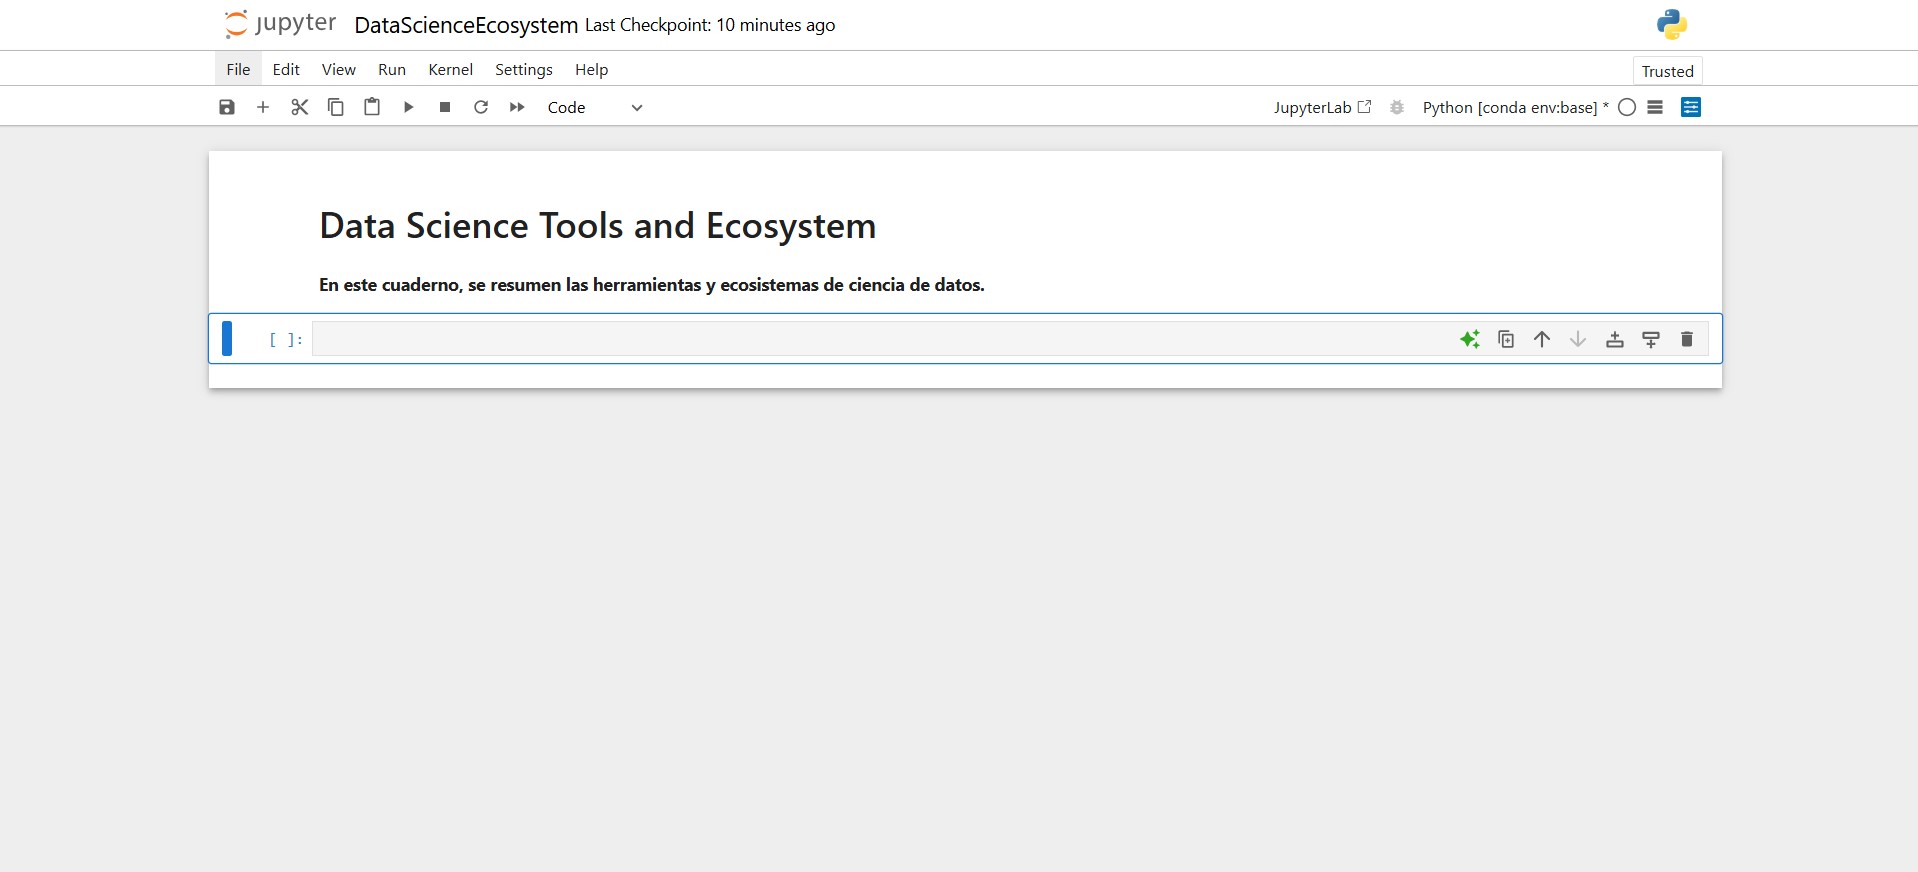 jupyter DataScienceEcosystem Last Checkpoint: 10 minutes ago
File Edit View Run Kernel Settings Help Trusted
Code JupyterLab Python [conda env:base] *
Data Science Tools and Ecosystem
En este cuaderno, se resumen las herramientas y ecosistemas de ciencia de datos.
[ ]: